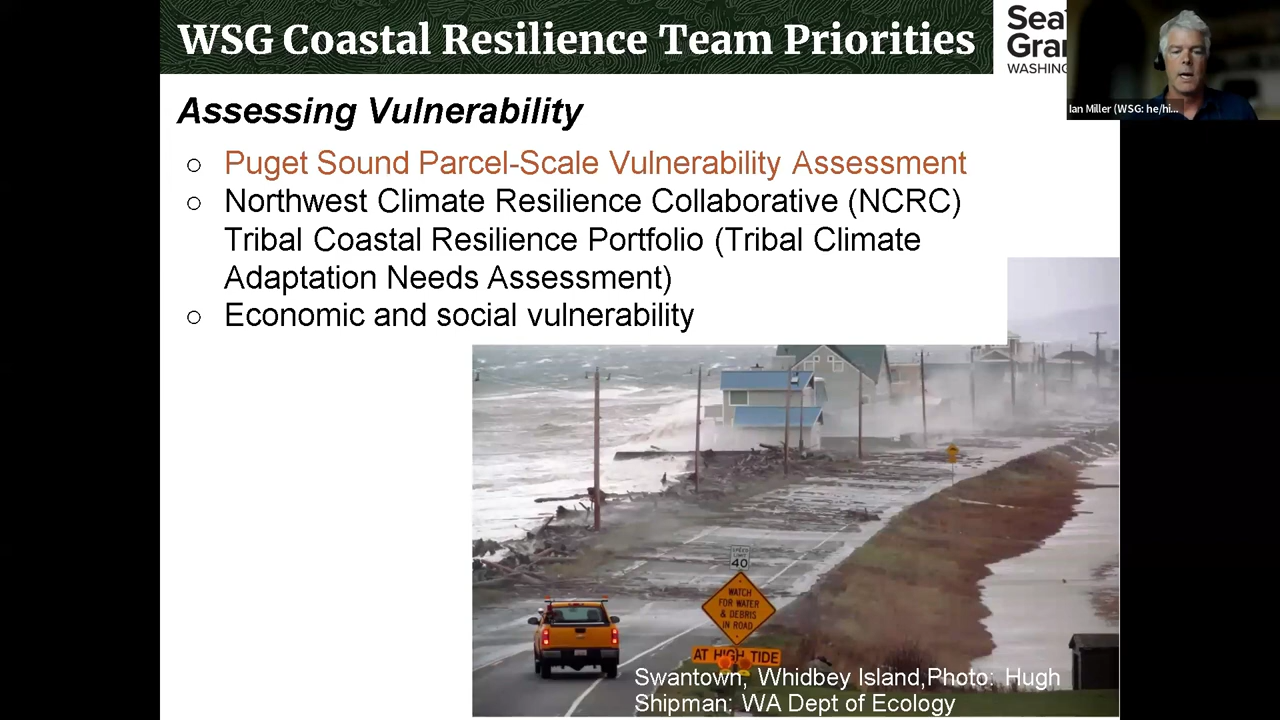 WSG Coastal Resilience Team Priorities
Sea
Gra
WASHING
Ian Miller (WSG: he/hi...
Assessing Vulnerability
○ Puget Sound Parcel-Scale Vulnerability Assessment
○ Northwest Climate Resilience Collaborative (NCRC)
Tribal Coastal Resilience Portfolio (Tribal Climate
Adaptation Needs Assessment)
○ Economic and social vulnerability
SPEED
LIMIT
40
WATCH
FOR WATER
& DEBRIS
IN ROAD
AT HIGH TIDE
Swantown, Whidbey Island,Photo: Hugh
Shipman: WA Dept of Ecology